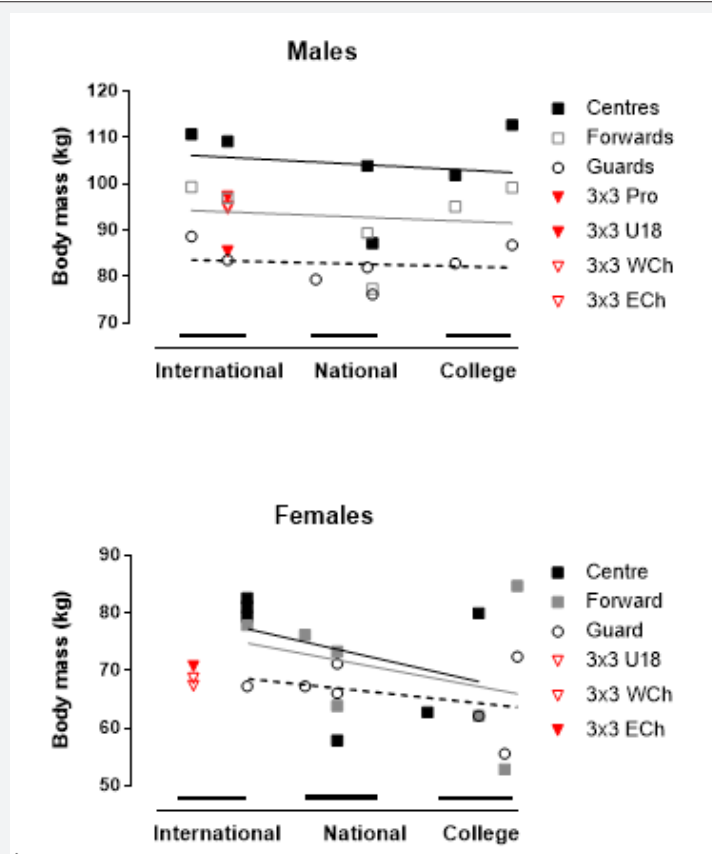 Males
120
110
100
90
80
70
Body mass (kg)
International National College
Centres
Forwards
Guards
3x3 Pro
3x3 U18
3x3 WCh
3x3 ECh
Females
90
80
70
60
50
Body mass (kg)
International National College
Centre
Forward
Guard
3x3 U18
3x3 WCh
3x3 ECh